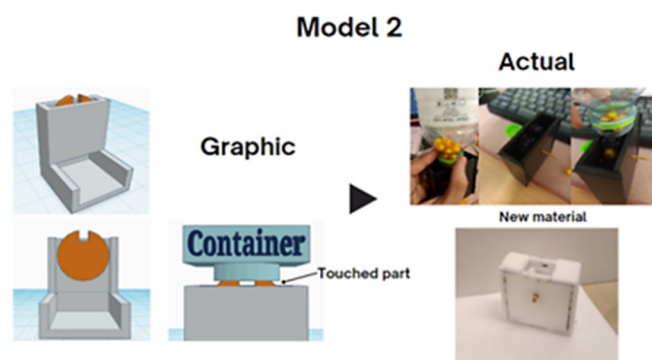 Model 2
Actual
Graphic
New material
Container
Touched part